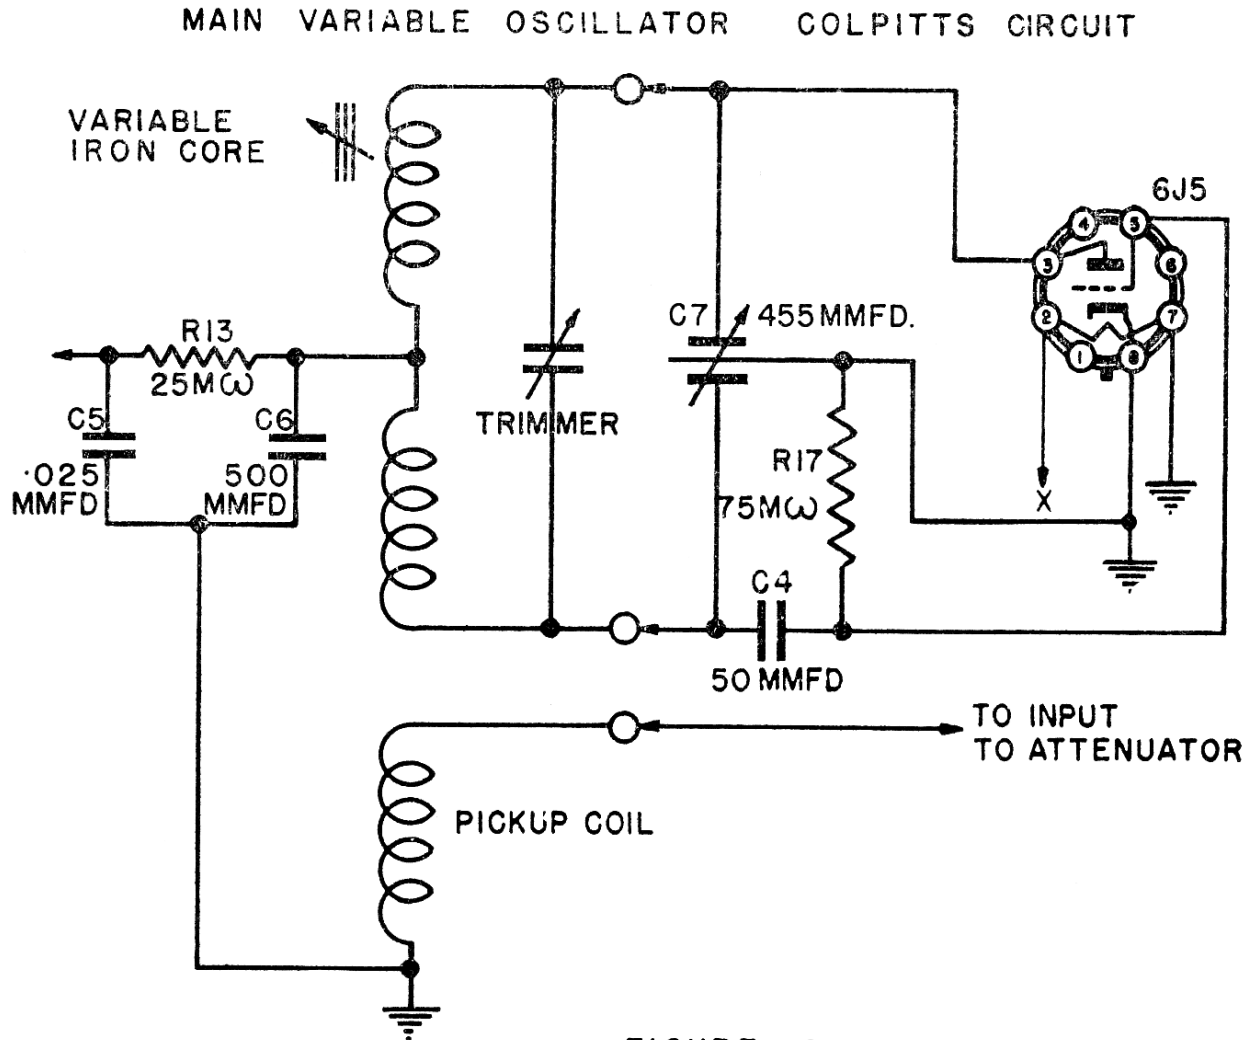 MAIN VARIABLE OSCILLATOR COLPITTS CIRCUIT
VARIABLE
IRON CORE
6J5
4
5
3
6
2
7
1
8
C7
455MMFD.
R13
25Mω
TRIMMER
C5
C6
.025
MMFD
500
MMFD
R17
75Mω
X
C4
50 MMFD
TO INPUT
TO ATTENUATOR
PICKUP COIL